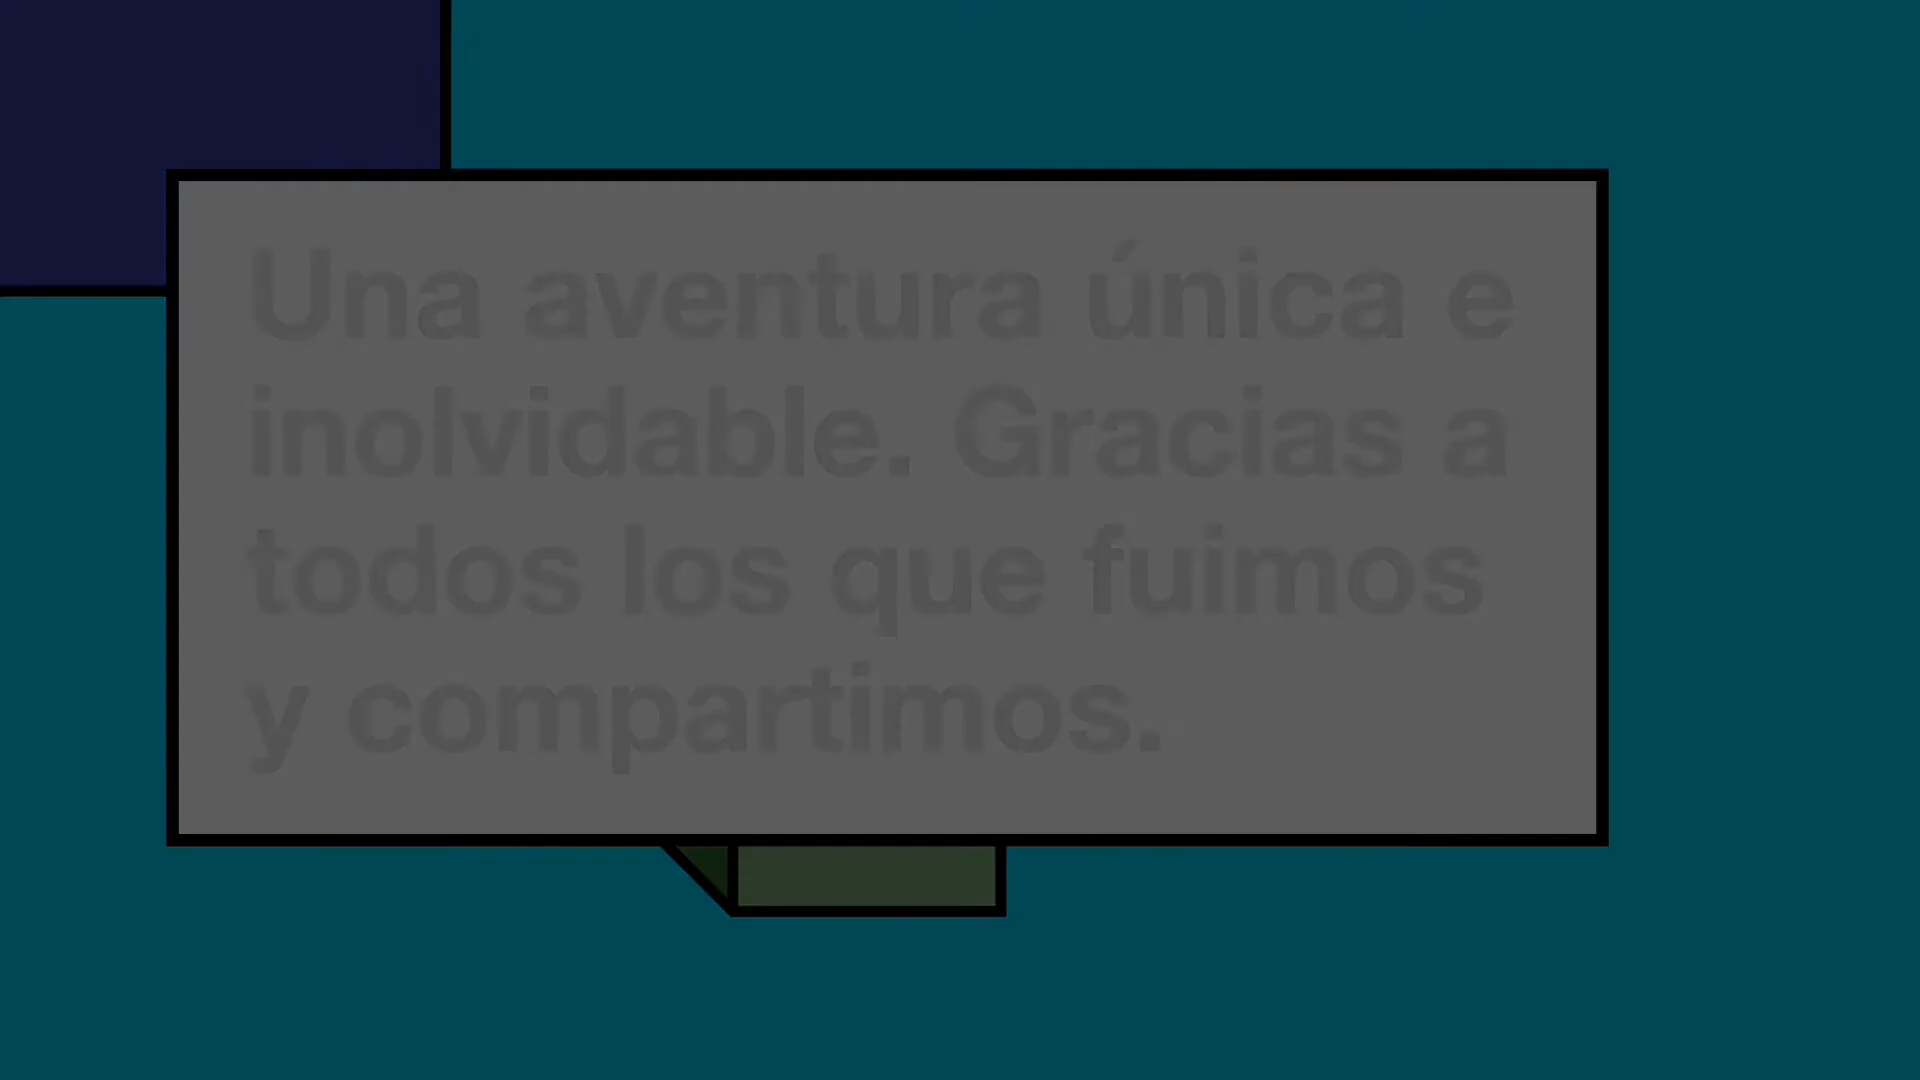 Una aventura única e
inolvidable. Gracias a
todos los que fuimos
y compartimos.